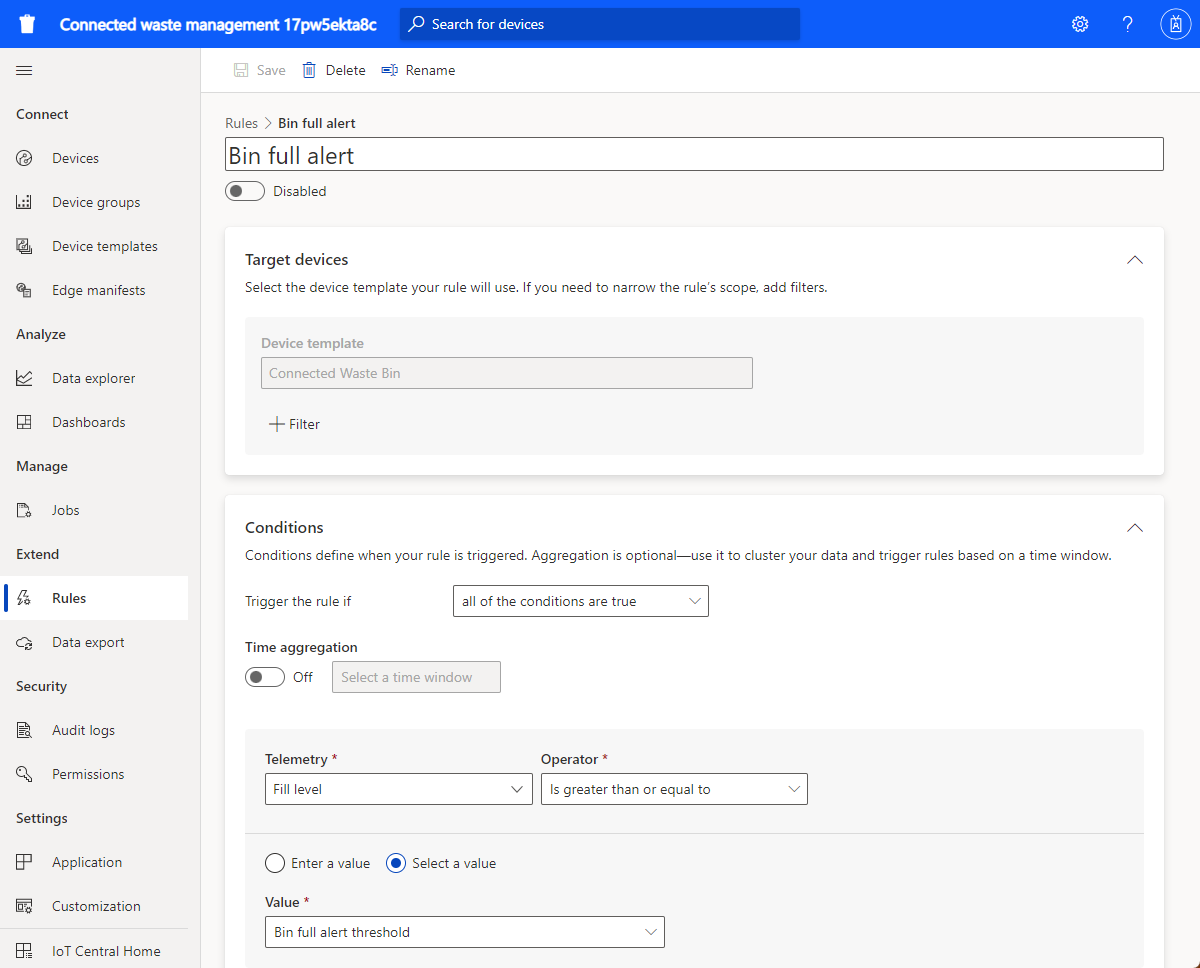 Connected waste management 17pw5ekta8c
Search for devices
?
Save Delete Rename
Connect
Devices
Device groups
Device templates
Edge manifests
Analyze
Data explorer
Dashboards
Manage
Jobs
Extend
Rules
Data export
Security
Audit logs
Permissions
Settings
Application
Customization
IoT Central Home
Rules > Bin full alert
Bin full alert
Disabled
Target devices
Select the device template your rule will use. If you need to narrow the rule’s scope, add filters.
Device template
Connected Waste Bin
+ Filter
Conditions
Conditions define when your rule is triggered. Aggregation is optional—use it to cluster your data and trigger rules based on a time window.
Trigger the rule if all of the conditions are true
Time aggregation
Off Select a time window
Telemetry * Operator *
Fill level Is greater than or equal to
Enter a value Select a value
Value *
Bin full alert threshold